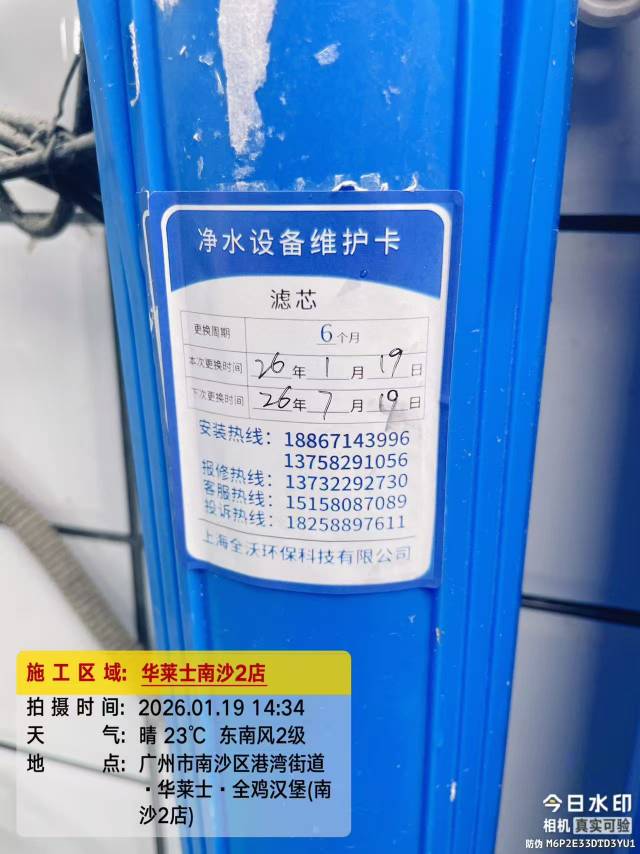 净水设备维护卡
滤芯
更换周期 6个月
本次更换时间 26年1月19日
下次更换时间 26年7月19日
安装热线：18867143996
13758291056
报修热线：13732292730
客服热线：15158087089
投诉热线：18258897611
上海全沃环保科技有限公司
施工区域：华莱士南沙2店
拍摄时间：2026.01.19 14:34
天气：晴 23℃ 东南风2级
地点：广州市南沙区港湾街道
·华莱士·全鸡汉堡(南
沙2店)
今日水印
相机 真实可验
防伪 M6P2E33DTD3YU1